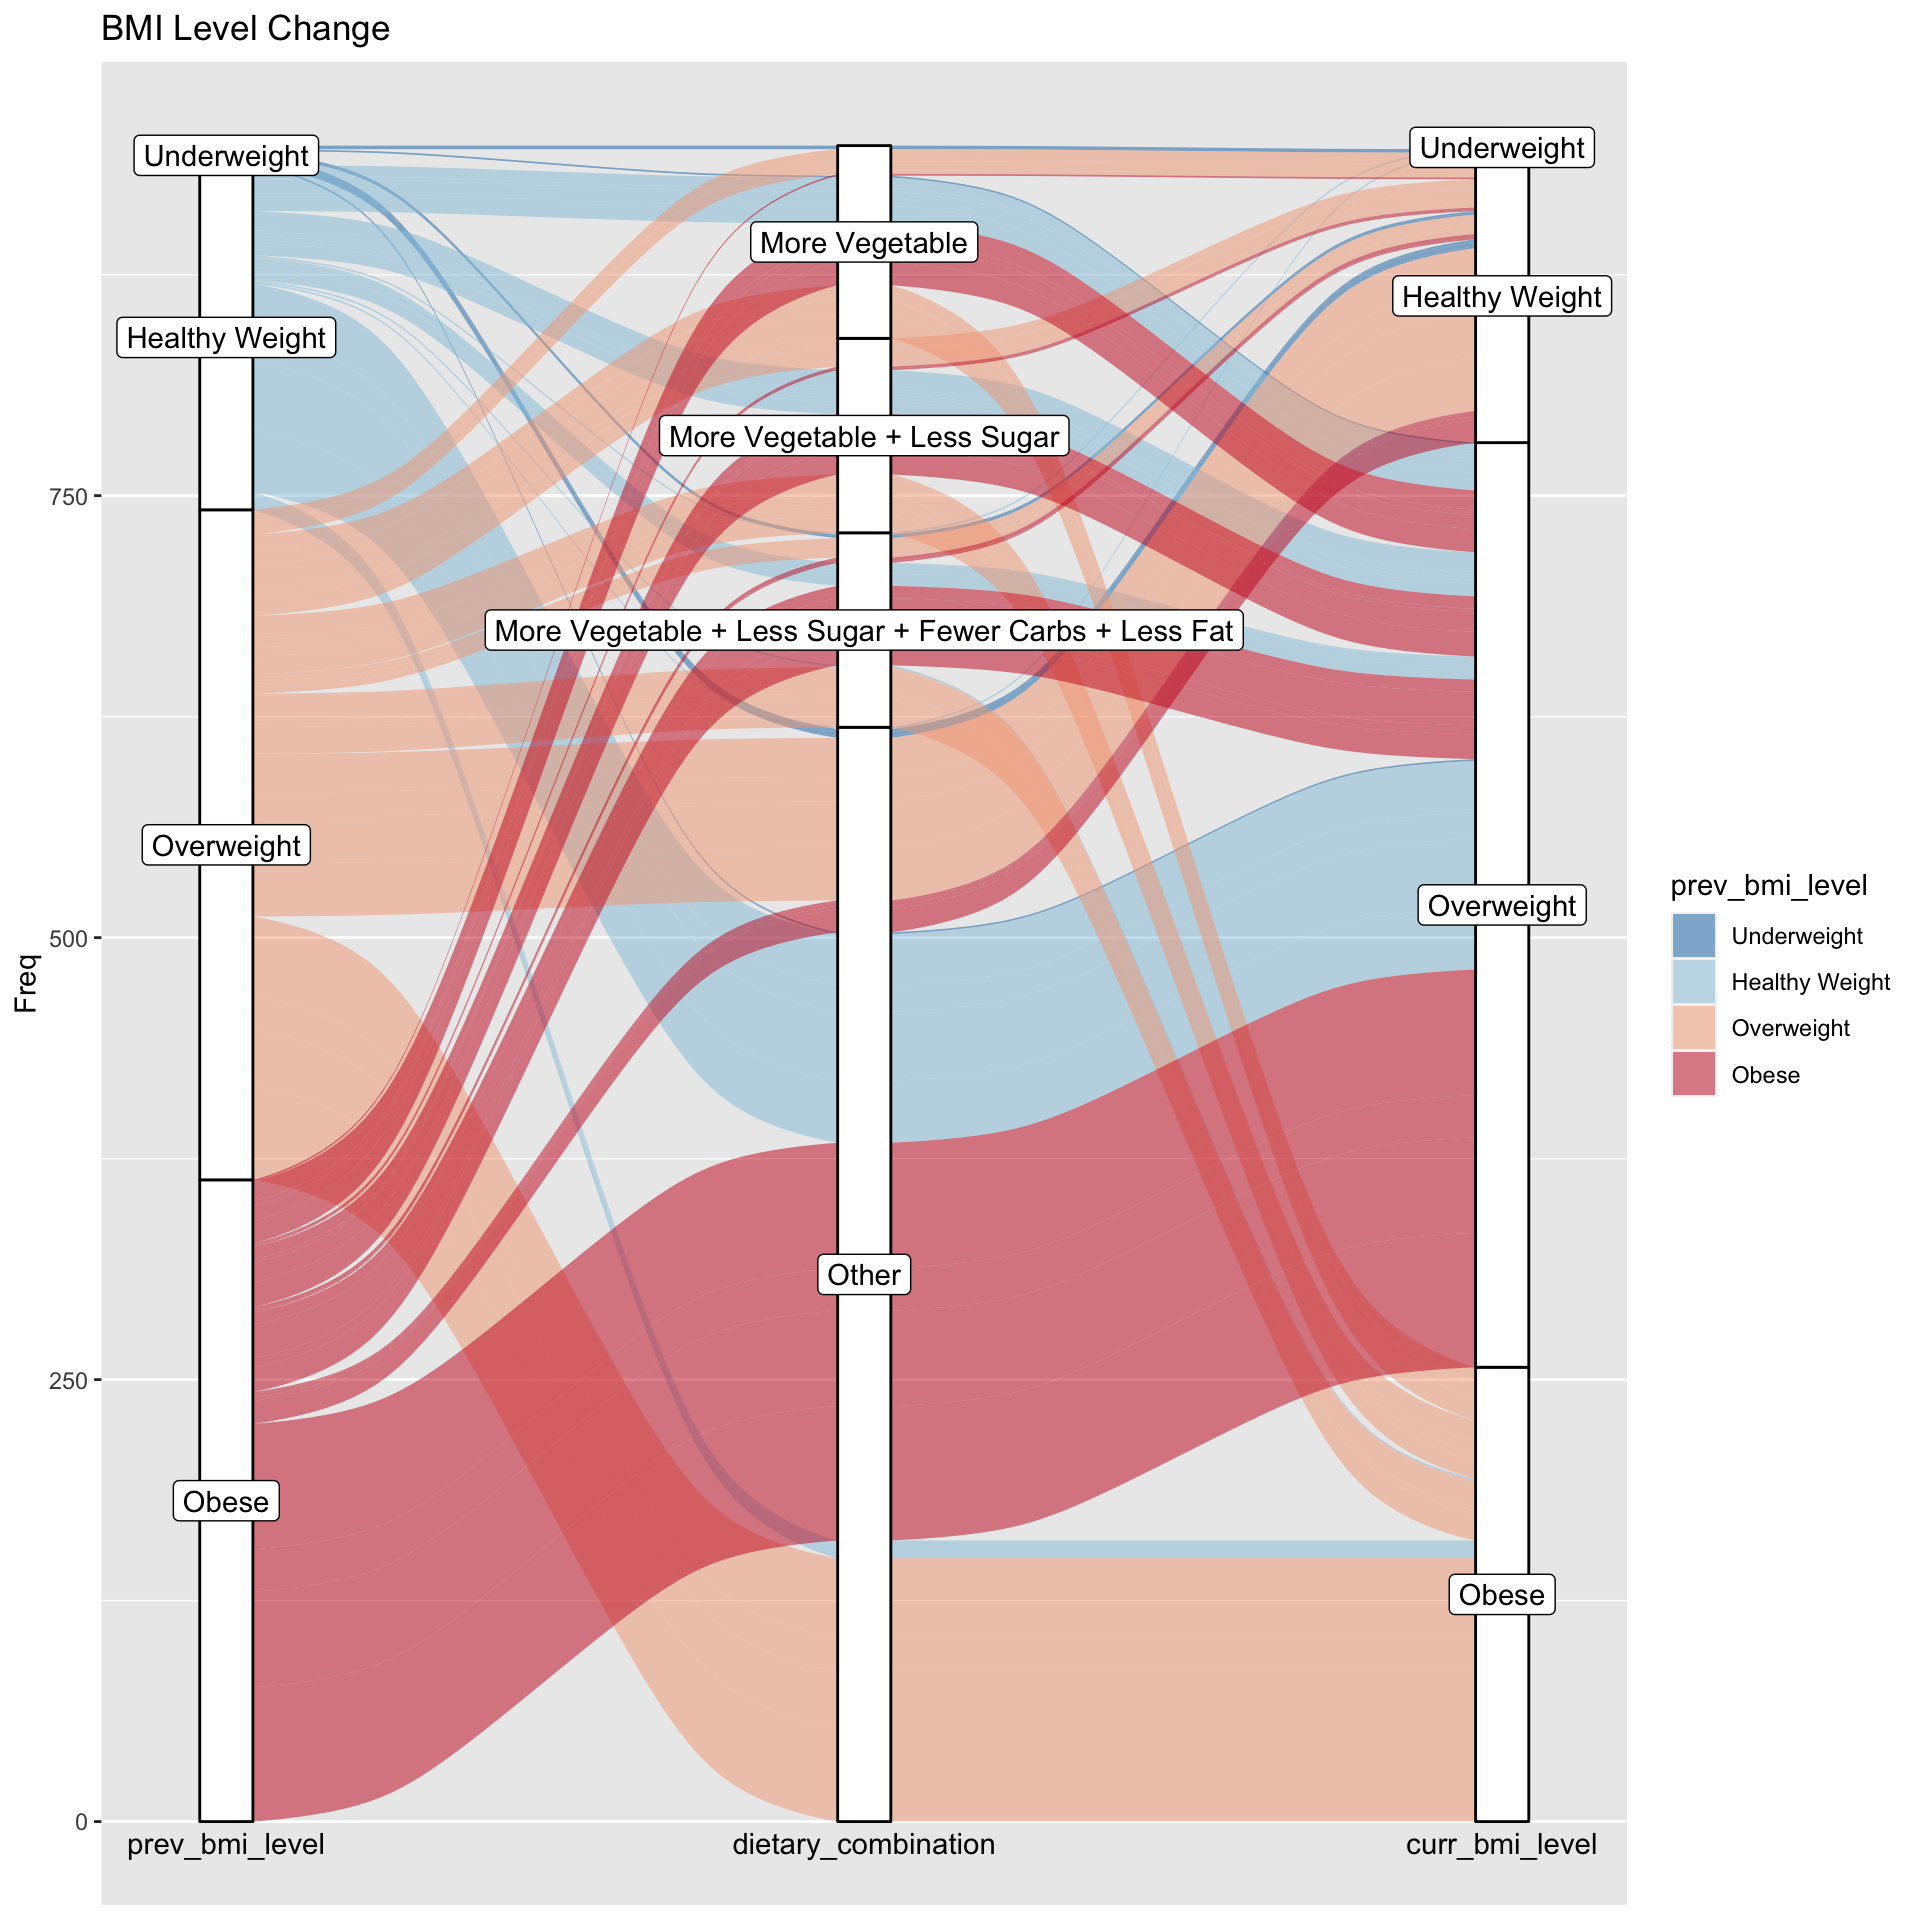 BMI Level Change
Underweight
Healthy Weight
Overweight
Obese
More Vegetable
More Vegetable + Less Sugar
More Vegetable + Less Sugar + Fewer Carbs + Less Fat
Other
Underweight
Healthy Weight
Overweight
Obese
Freq
750
500
250
0
prev_bmi_level
dietary_combination
curr_bmi_level
prev_bmi_level
Underweight
Healthy Weight
Overweight
Obese